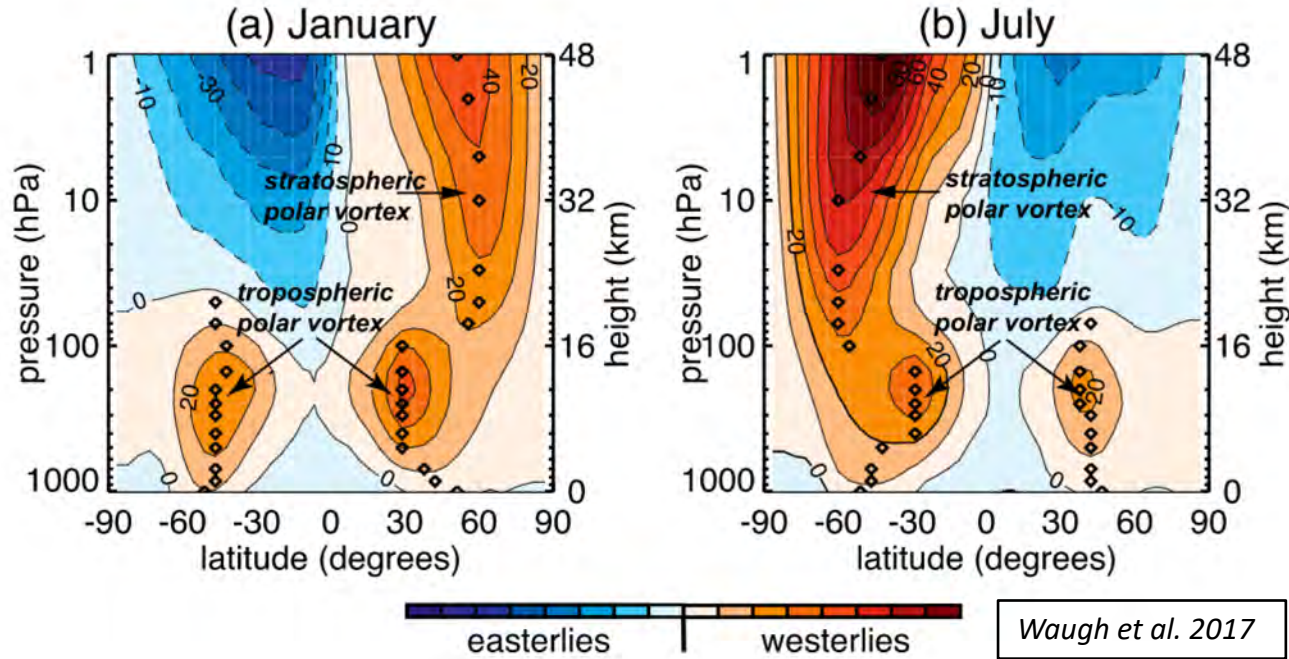 (a) January
(b) July
1
10
100
1000
pressure (hPa)
48
32
16
0
height (km)
-90 -60 -30 0 30 60 90
latitude (degrees)
-10
-30
10
0
40
20
stratospheric
polar vortex
20
tropospheric
polar vortex
0
20
0
0
1
10
100
1000
pressure (hPa)
48
32
16
0
height (km)
-90 -60 -30 0 30 60 90
latitude (degrees)
60
40
20
0
10
stratospheric
polar vortex
10
20
tropospheric
polar vortex
20
0
20
0
0
easterlies
westerlies
Waugh et al. 2017